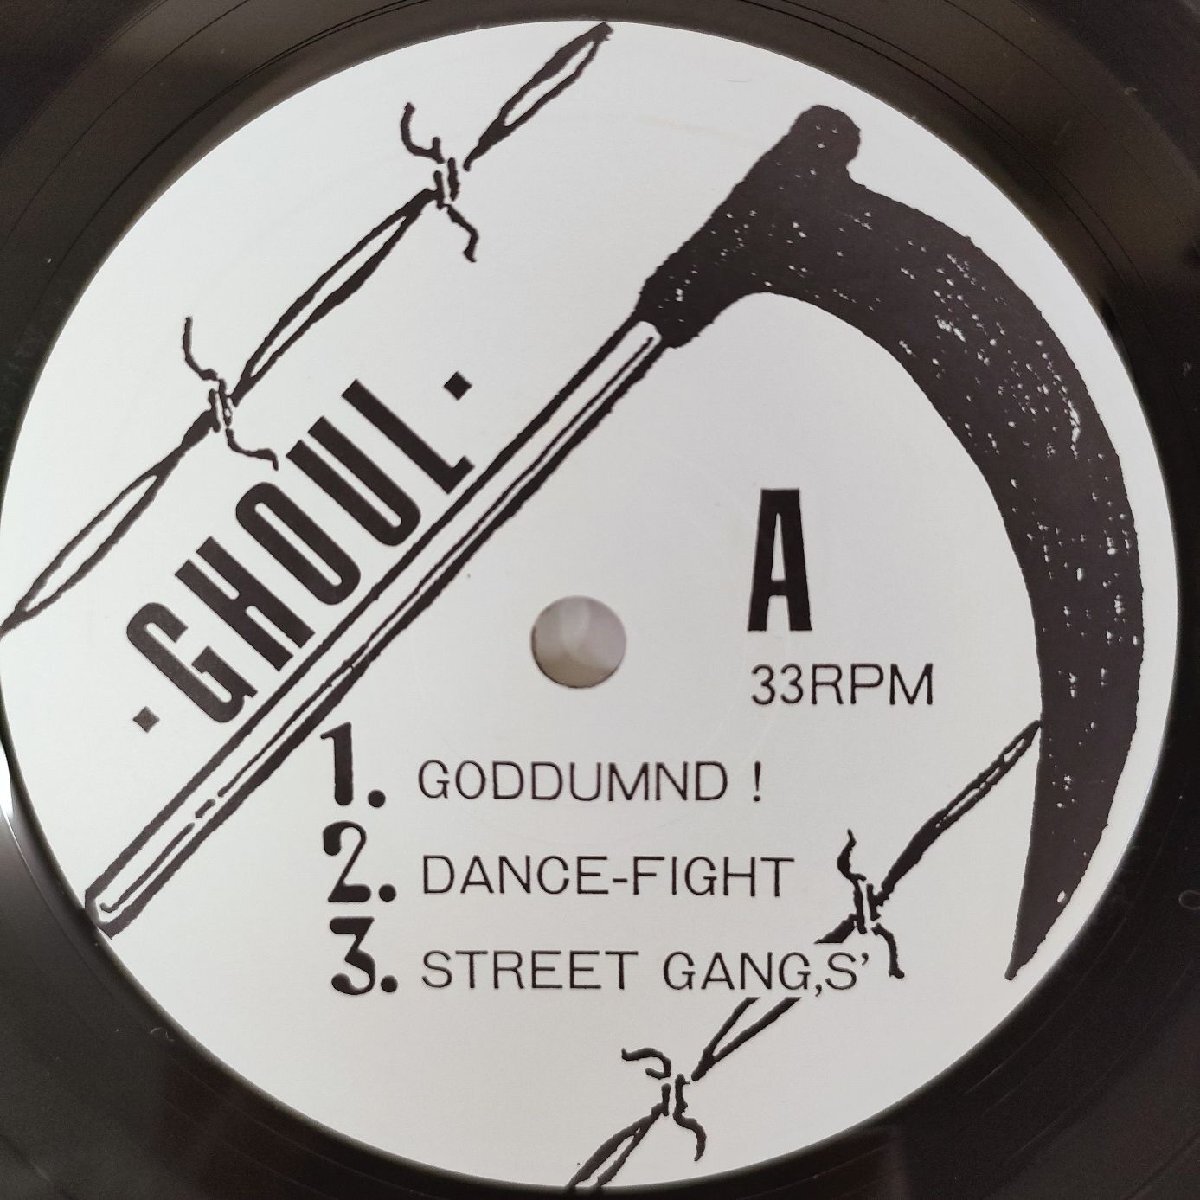 ·GHOUL·
A
33RPM
1. GODDUMND !
2. DANCE-FIGHT
3. STREET GANG,S'